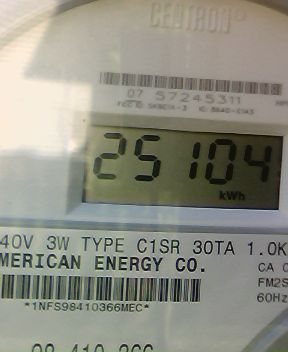 CENTRON®
07 57245311
25104
kWh
40V 3W TYPE C1SR 30TA 1.0K
MERICAN ENERGY CO.
CA 0
FM2S
60Hz
*1NFS98410366MEC*